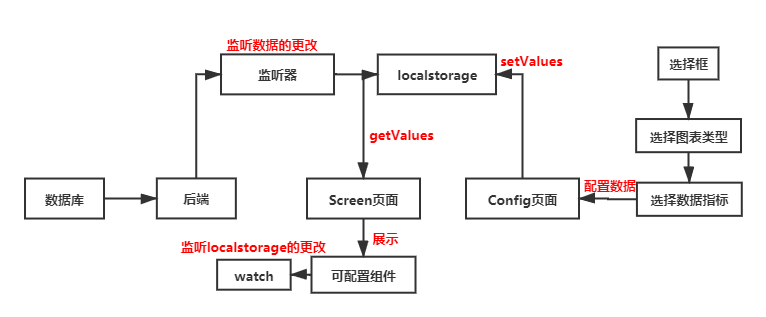 监听数据的更改
监听器
localstorage
setValues
选择框
getValues
选择图表类型
数据库
后端
Screen页面
Config页面
配置数据
选择数据指标
展示
监听localstorage的更改
watch
可配置组件